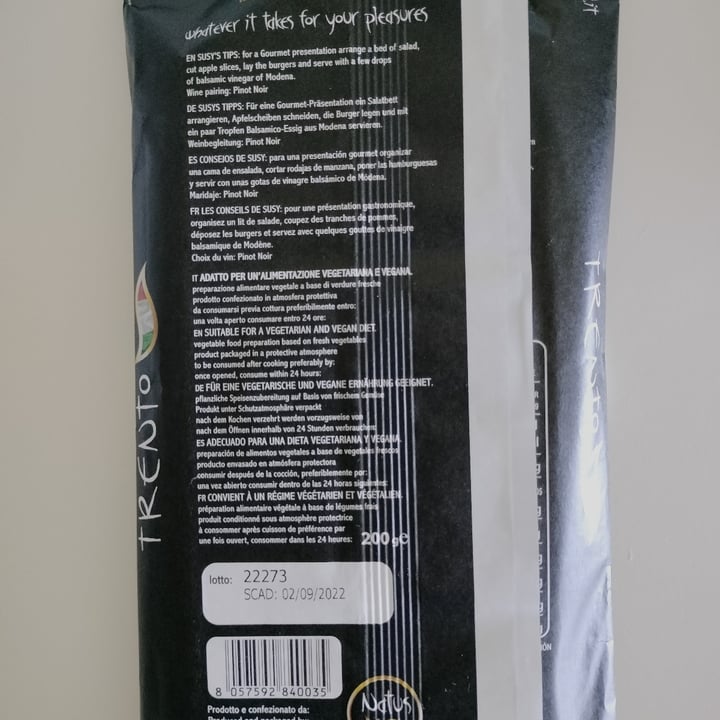 whatever it takes for your pleasures
EN SUSY'S TIPS: for a Gourmet presentation arrange a bed of salad,
cut apple slices, lay the burgers and serve with a few drops
of balsamic vinegar of Modena.
Wine pairing: Pinot Noir
DE SUSYS TIPPS: Für eine Gourmet-Präsentation ein Salatbett
arrangieren, Apfelscheiben schneiden, die Burger legen und mit
ein paar Tropfen Balsamico-Essig aus Modena servieren.
Weinbegleitung: Pinot Noir
ES CONSEJOS DE SUSY: para una presentación gourmet organizar
una cama de ensalada, cortar rodajas de manzana, poner las hamburguesas
y servir con unas gotas de vinagre balsámico de Módena.
Maridaje: Pinot Noir
FR LES CONSEILS DE SUSY: pour une présentation gastronomique,
organisez un lit de salade, coupez des tranches de pommes,
déposez les burgers et servez avec quelques gouttes de vinaigre
balsamique de Modène.
Choix du vin: Pinot Noir
IT ADATTO PER UN'ALIMENTAZIONE VEGETARIANA E VEGANA.
preparazione alimentare vegetale a base di verdure fresche
prodotto confezionato in atmosfera protettiva
da consumarsi previa cottura preferibilmente entro:
una volta aperto consumare entro 24 ore:
EN SUITABLE FOR A VEGETARIAN AND VEGAN DIET.
vegetable food preparation based on fresh vegetables
product packaged in a protective atmosphere
to be consumed after cooking preferably by:
once opened, consume within 24 hours:
DE FÜR EINE VEGETARISCHE UND VEGANE ERNÄHRUNG GEEIGNET.
pflanzliche Speisenzubereitung auf Basis von frischem Gemüse
Produkt unter Schutzatmosphäre verpackt
nach dem Kochen verzehrt werden vorzugsweise von
nach dem Öffnen innerhalb von 24 Stunden verbrauchen:
ES ADECUADO PARA UNA DIETA VEGETARIANA Y VEGANA.
preparación de alimentos vegetales a base de vegetales frescos
producto envasado en atmósfera protectora
consumir después de la cocción, preferiblemente por:
una vez abierto consumir dentro de las 24 horas siguientes:
FR CONVIENT À UN RÉGIME VÉGÉTARIEN ET VÉGÉTALIEN.
préparation alimentaire végétale à base de légumes frais
produit conditionné sous atmosphère protectrice
à consommer après cuisson de préférence par
une fois ouvert, consommer dans les 24 heures: 200 ge
lotto: 22273
SCAD: 02/09/2022
8 057592 840035
Prodotto e confezionato da:
Natus
TRENTO
TRENTO